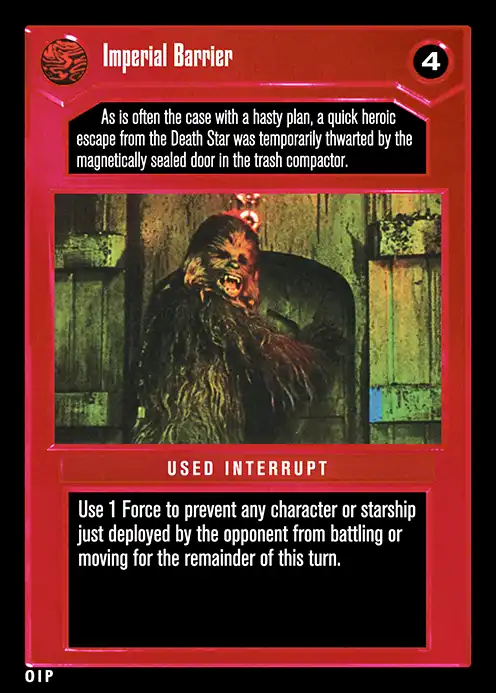 Imperial Barrier
4
As is often the case with a hasty plan, a quick heroic
escape from the Death Star was temporarily thwarted by the
magnetically sealed door in the trash compactor.
USED INTERRUPT
Use 1 Force to prevent any character or starship
just deployed by the opponent from battling or
moving for the remainder of this turn.
OIP